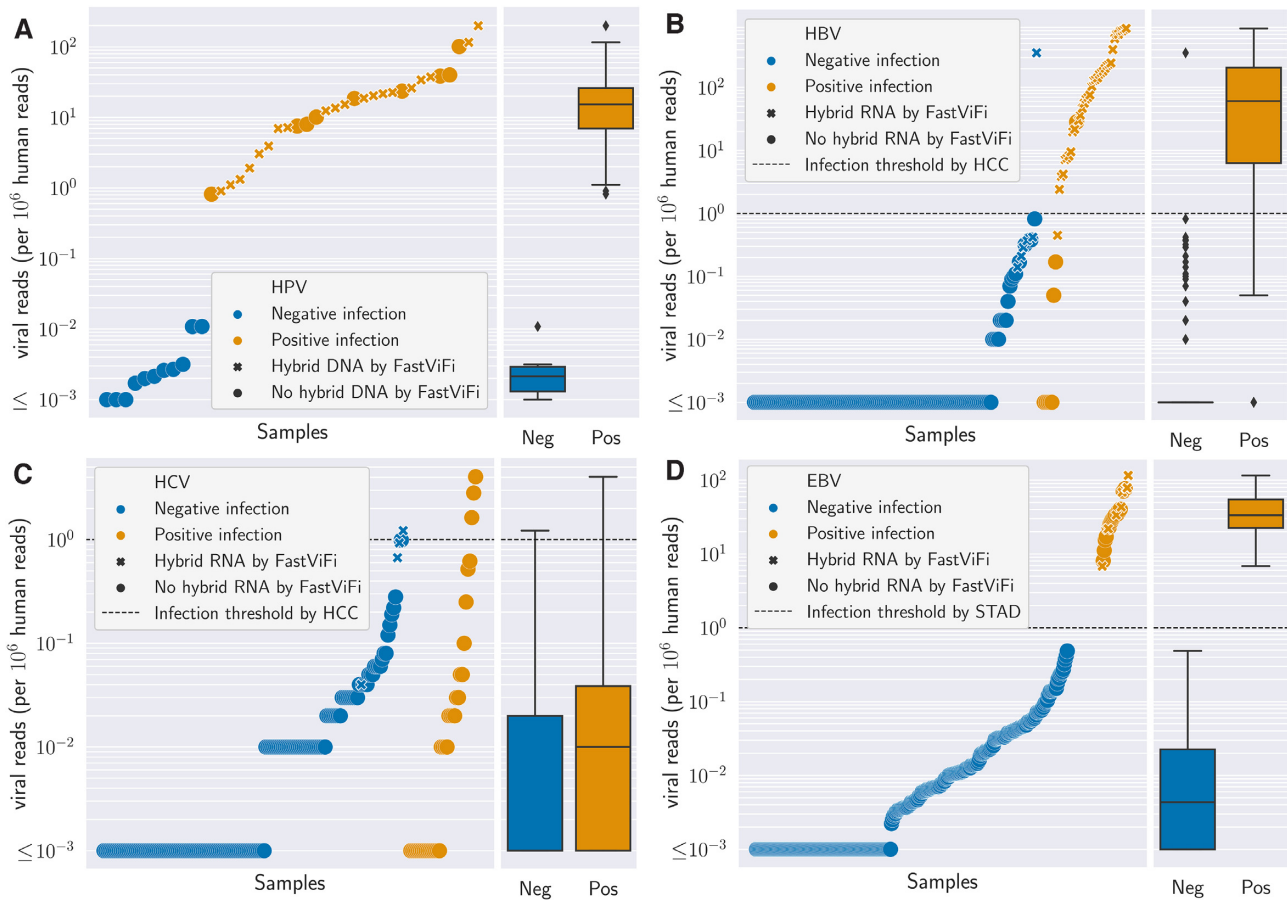 A
viral reads (per 10^6 human reads)
10^2
10^1
10^0
10^-1
10^-2
≤ 10^-3
HPV
Negative infection
Positive infection
Hybrid DNA by FastViFi
No hybrid DNA by FastViFi
Samples
Neg
Pos
B
viral reads (per 10^6 human reads)
10^2
10^1
10^0
10^-1
10^-2
≤ 10^-3
HBV
Negative infection
Positive infection
Hybrid RNA by FastViFi
No hybrid RNA by FastViFi
Infection threshold by HCC
Samples
Neg
Pos
C
viral reads (per 10^6 human reads)
10^0
10^-1
10^-2
≤ 10^-3
HCV
Negative infection
Positive infection
Hybrid RNA by FastViFi
No hybrid RNA by FastViFi
Infection threshold by HCC
Samples
Neg
Pos
D
viral reads (per 10^6 human reads)
10^2
10^1
10^0
10^-1
10^-2
≤ 10^-3
EBV
Negative infection
Positive infection
Hybrid RNA by FastViFi
No hybrid RNA by FastViFi
Infection threshold by STAD
Samples
Neg
Pos